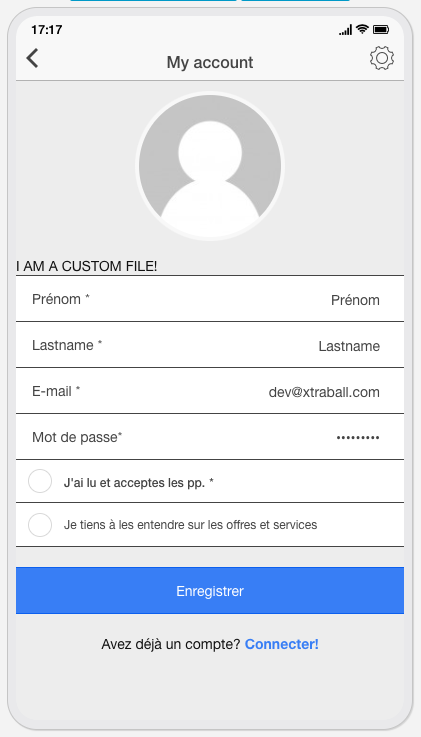 17:17
My account
I AM A CUSTOM FILE!
Prénom * Prénom
Lastname * Lastname
E-mail * dev@xtraball.com
Mot de passe* •••••••••
J'ai lu et acceptes les pp. *
Je tiens à les entendre sur les offres et services
Enregistrer
Avez déjà un compte? Connecter!